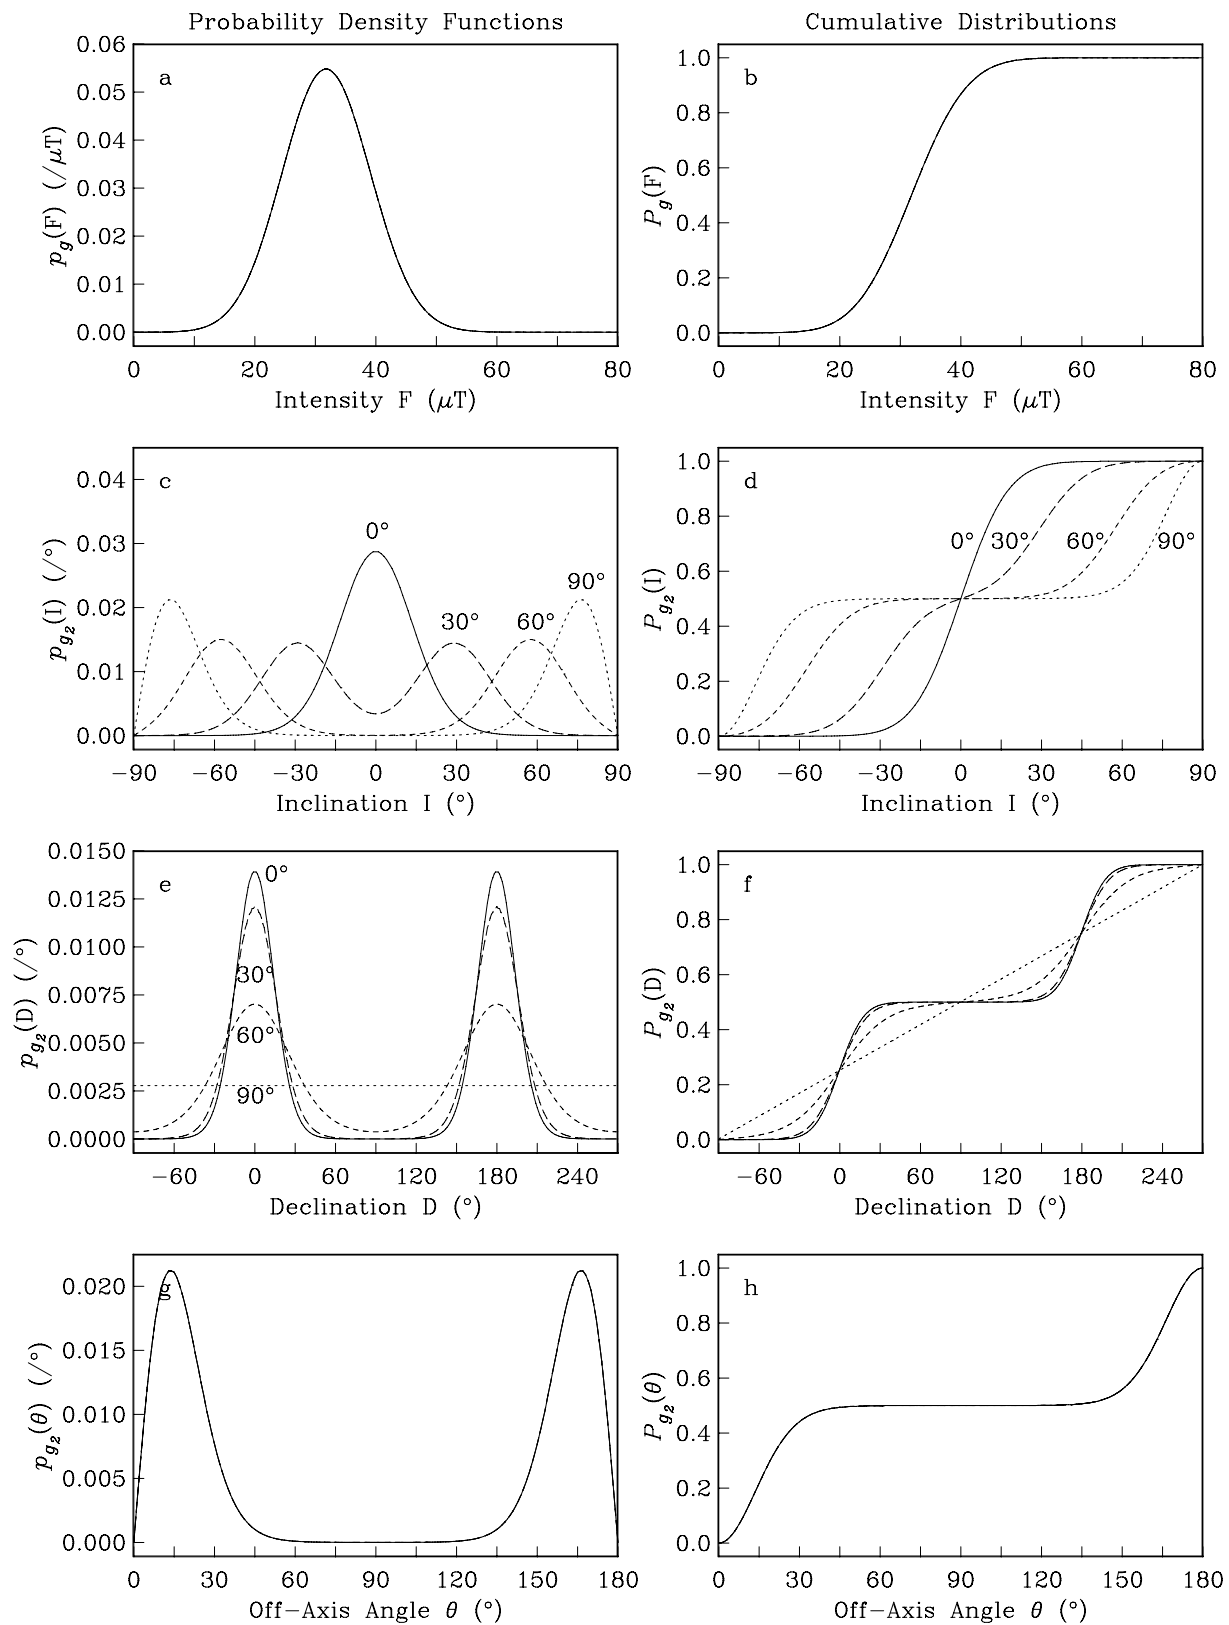 Probability Density Functions
Cumulative Distributions
a
0.06
0.05
0.04
0.03
0.02
0.01
0.00
p_g(F) (/μT)
0 20 40 60 80
Intensity F (μT)
b
1.0
0.8
0.6
0.4
0.2
0.0
P_g(F)
0 20 40 60 80
Intensity F (μT)
c
0.04
0.03
0.02
0.01
0.00
p_g₂(I) (/°)
0°
90°
30° 60°
−90 −60 −30 0 30 60 90
Inclination I (°)
d
1.0
0.8
0.6
0.4
0.2
0.0
P_g₂(I)
0° 30° 60° 90°
−90 −60 −30 0 30 60 90
Inclination I (°)
e
0.0150
0.0125
0.0100
0.0075
0.0050
0.0025
0.0000
p_g₂(D) (/°)
0°
30°
60°
90°
−60 0 60 120 180 240
Declination D (°)
f
1.0
0.8
0.6
0.4
0.2
0.0
P_g₂(D)
−60 0 60 120 180 240
Declination D (°)
g
0.020
0.015
0.010
0.005
0.000
p_g₂(θ) (/°)
0 30 60 90 120 150 180
Off−Axis Angle θ (°)
h
1.0
0.8
0.6
0.4
0.2
0.0
P_g₂(θ)
0 30 60 90 120 150 180
Off−Axis Angle θ (°)